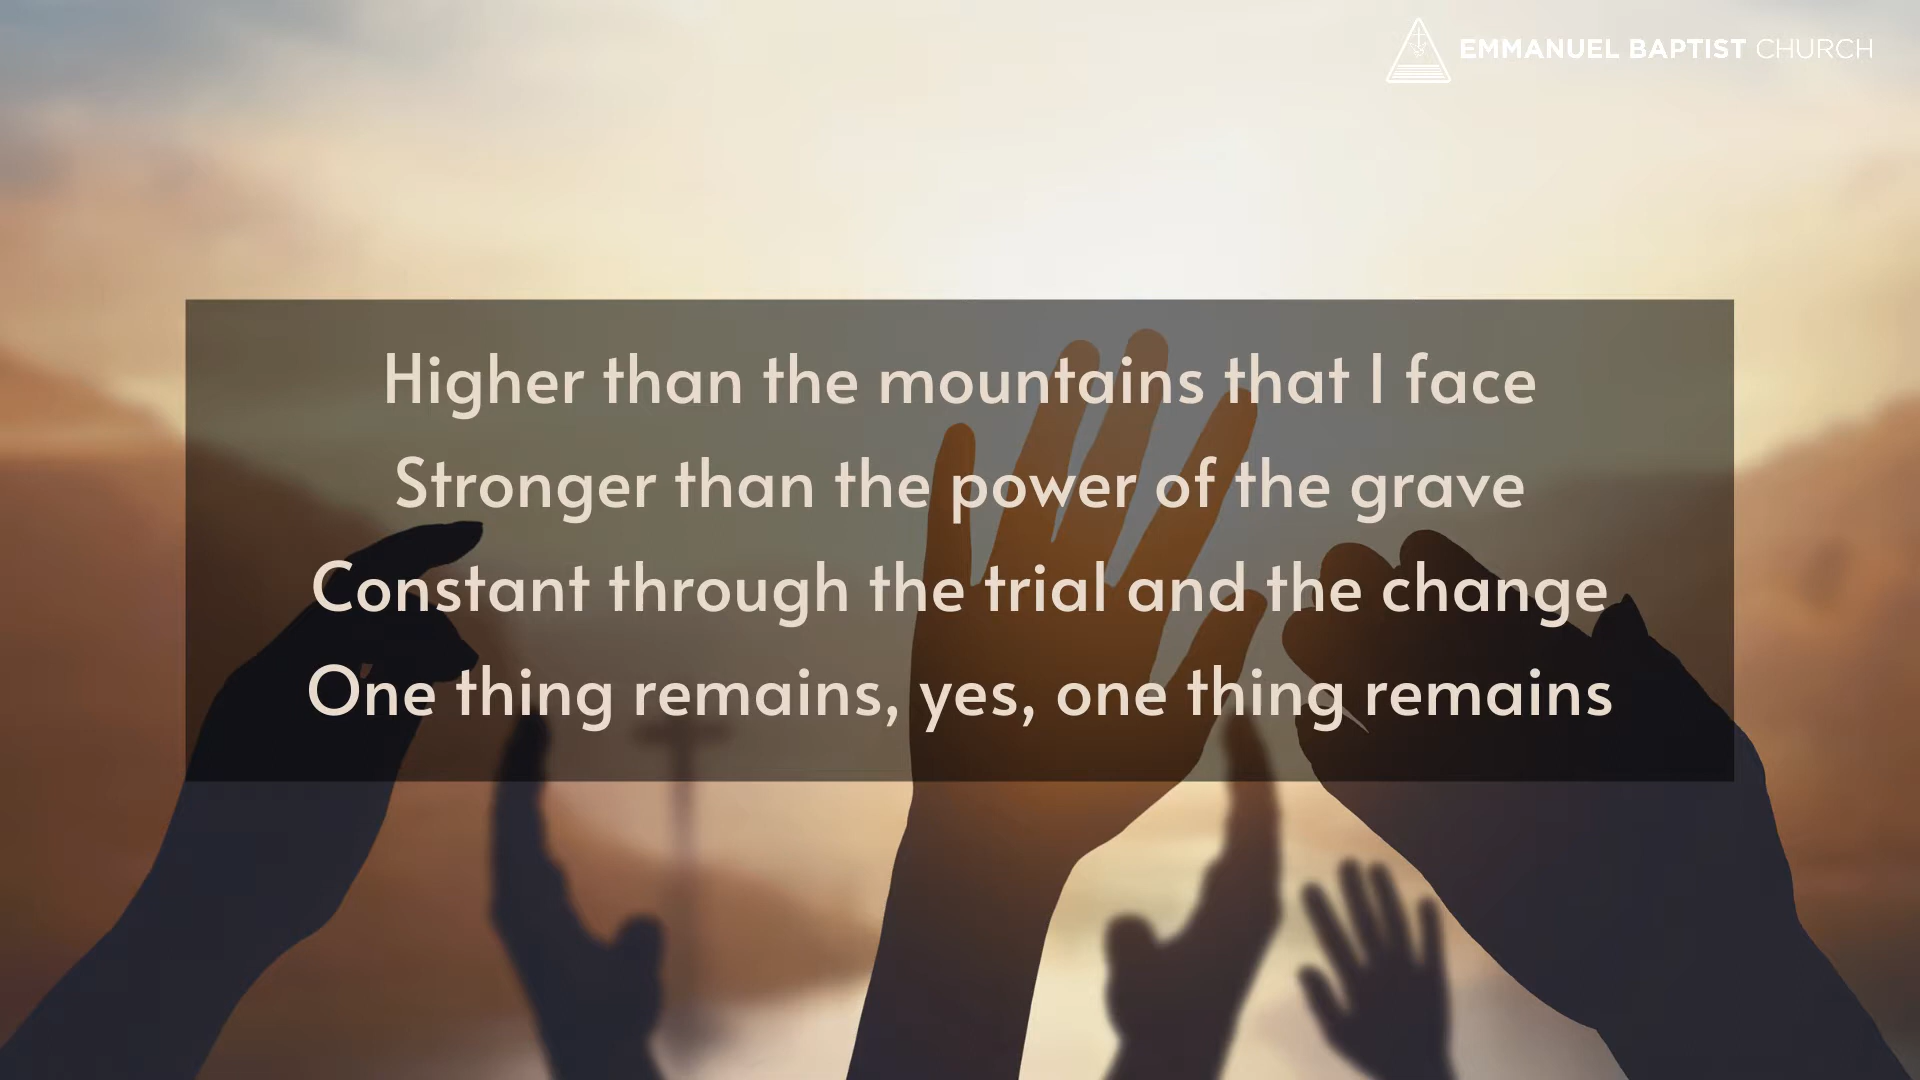 EMMANUEL BAPTIST CHURCH
Higher than the mountains that I face
Stronger than the power of the grave
Constant through the trial and the change
One thing remains, yes, one thing remains